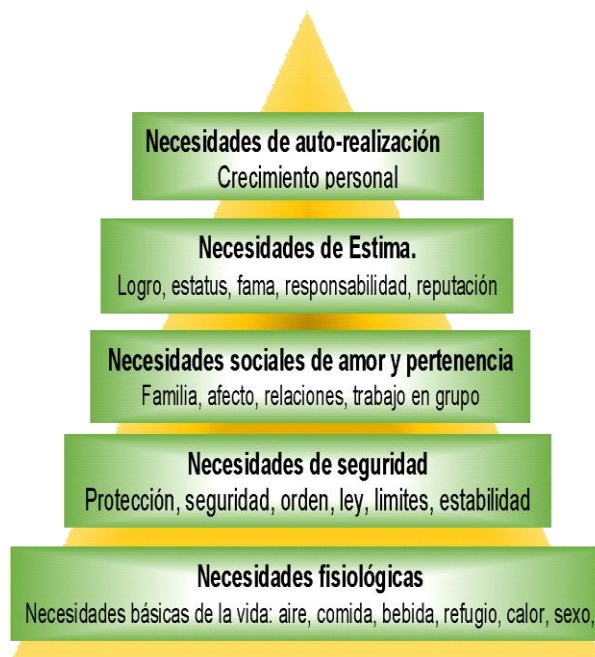 Necesidades de auto-realización
Crecimiento personal
Necesidades de Estima.
Logro, estatus, fama, responsabilidad, reputación
Necesidades sociales de amor y pertenencia
Familia, afecto, relaciones, trabajo en grupo
Necesidades de seguridad
Protección, seguridad, orden, ley, limites, estabilidad
Necesidades fisiológicas
Necesidades básicas de la vida: aire, comida, bebida, refugio, calor, sexo,